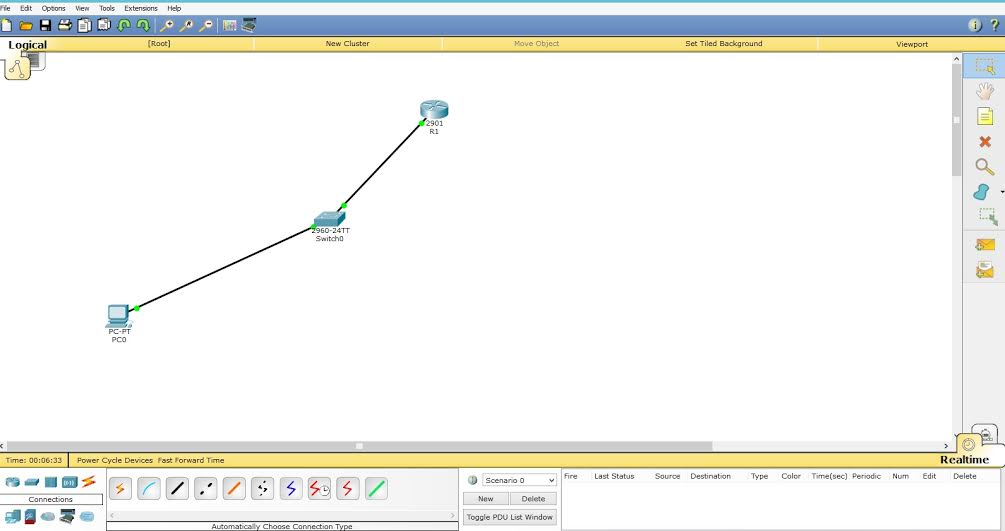 File Edit Options View Tools Extensions Help
Logical [Root] New Cluster Move Object Set Tiled Background Viewport
2901
R1
2960-24TT
Switch0
PC-PT
PC0
Time: 00:06:33 Power Cycle Devices Fast Forward Time Realtime
Scenario 0 Fire Last Status Source Destination Type Color Time(sec) Periodic Num Edit Delete
Connections New Delete
Toggle PDU List Window
Automatically Choose Connection Type